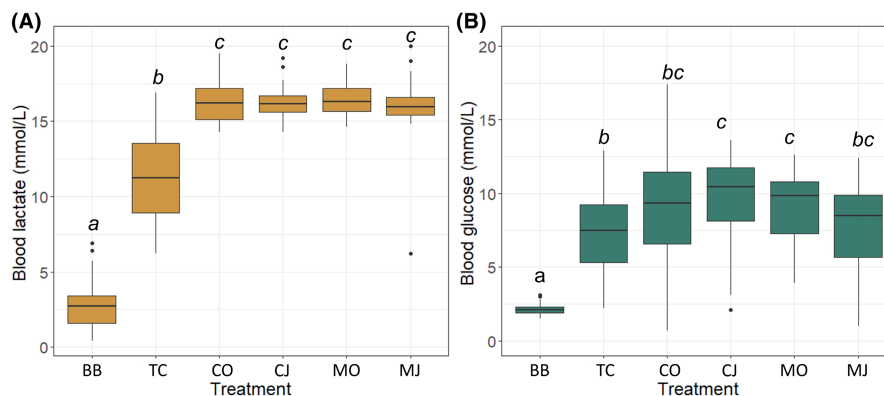 (A)
20
15
10
5
0
Blood lactate (mmol/L)
a
b
c
c
c
c
BB TC CO CJ MO MJ
Treatment
(B)
20
15
10
5
0
Blood glucose (mmol/L)
a
b
bc
c
c
bc
BB TC CO CJ MO MJ
Treatment